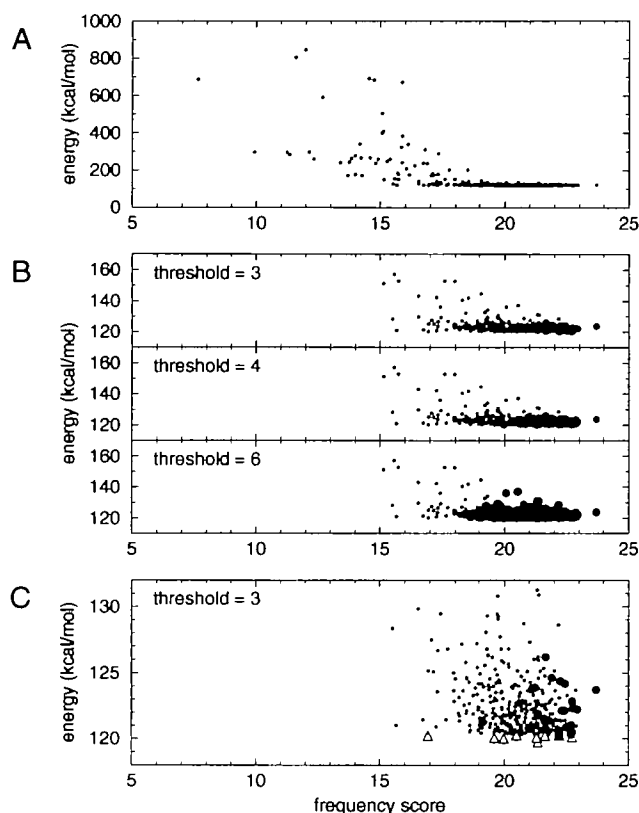 A
1000
800
600
400
200
0
energy (kcal/mol)
5 10 15 20 25
B
threshold = 3
160
140
120
threshold = 4
160
140
120
energy (kcal/mol)
threshold = 6
160
140
120
5 10 15 20 25
C
threshold = 3
130
125
120
energy (kcal/mol)
5 10 15 20 25
frequency score